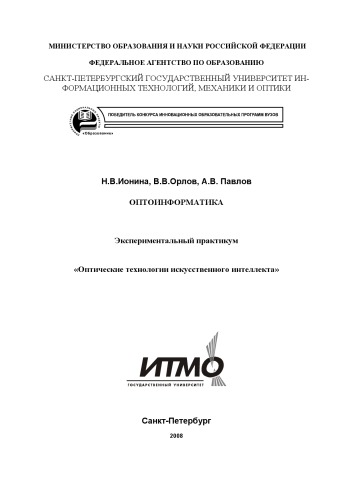 МИНИСТЕРСТВО ОБРАЗОВАНИЯ И НАУКИ РОССИЙСКОЙ ФЕДЕРАЦИИ
ФЕДЕРАЛЬНОЕ АГЕНТСТВО ПО ОБРАЗОВАНИЮ
САНКТ-ПЕТЕРБУРГСКИЙ ГОСУДАРСТВЕННЫЙ УНИВЕРСИТЕТ ИН-
ФОРМАЦИОННЫХ ТЕХНОЛОГИЙ, МЕХАНИКИ И ОПТИКИ
ПОБЕДИТЕЛЬ КОНКУРСА ИННОВАЦИОННЫХ ОБРАЗОВАТЕЛЬНЫХ ПРОГРАММ ВУЗОВ
«Образование»
Н.В.Ионина, В.В.Орлов, А.В. Павлов
ОПТОИНФОРМАТИКА
Экспериментальный практикум
«Оптические технологии искусственного интеллекта»
ИТМО
ГОСУДАРСТВЕННЫЙ УНИВЕРСИТЕТ
Санкт-Петербург
2008